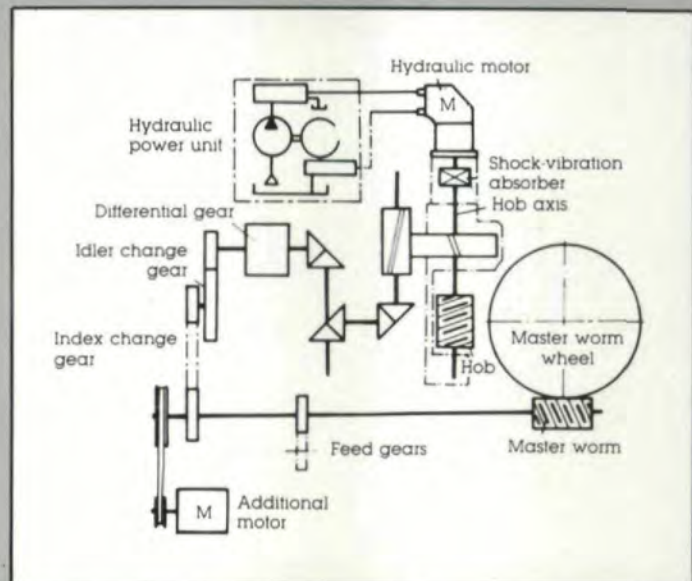 Hydraulic motor
M
Hydraulic
power unit
Shock-vibration
absorber
Hob axis
Differential gear
Idler change
gear
Index change
gear
Master worm
wheel
Hob
Feed gears
Master worm
M
Additional
motor